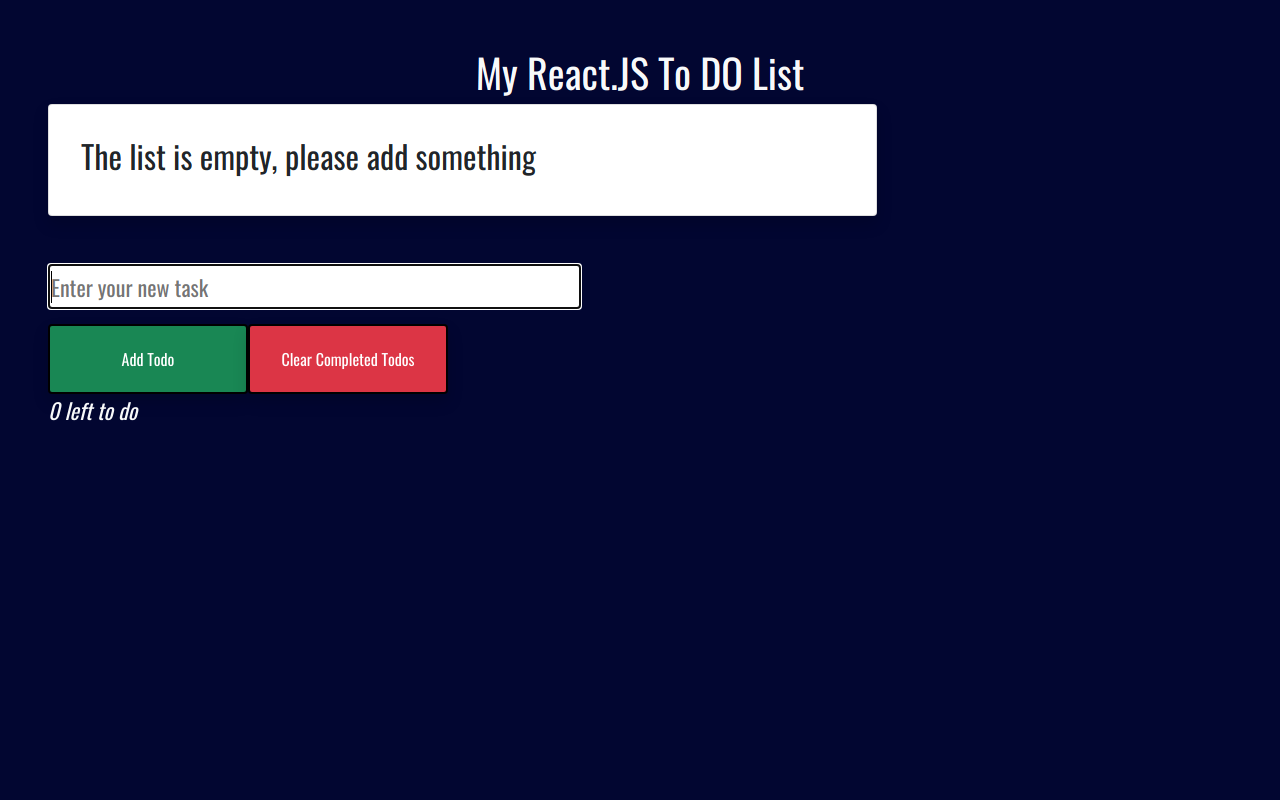 My React.JS To DO List
The list is empty, please add something
Enter your new task
Add Todo
Clear Completed Todos
0 left to do